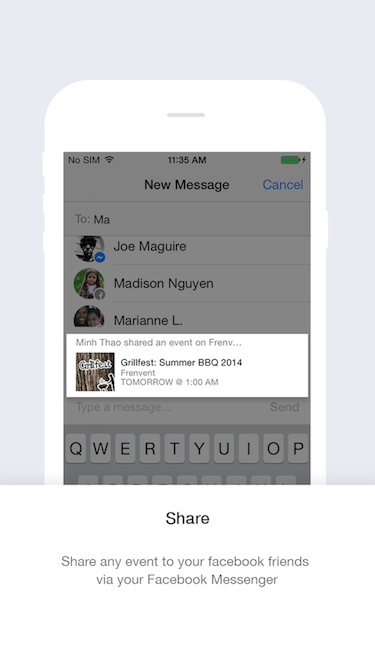 No SIM 11:35 AM
New Message Cancel
To: Ma
Joe Maguire
Madison Nguyen
Marianne L.
Minh Thao shared an event on Frenv...
Grillfest
Grillfest: Summer BBQ 2014
Frenvent
TOMORROW @ 1:00 AM
Type a message... Send
Q W E R T Y U I O P
Share
Share any event to your facebook friends
via your Facebook Messenger